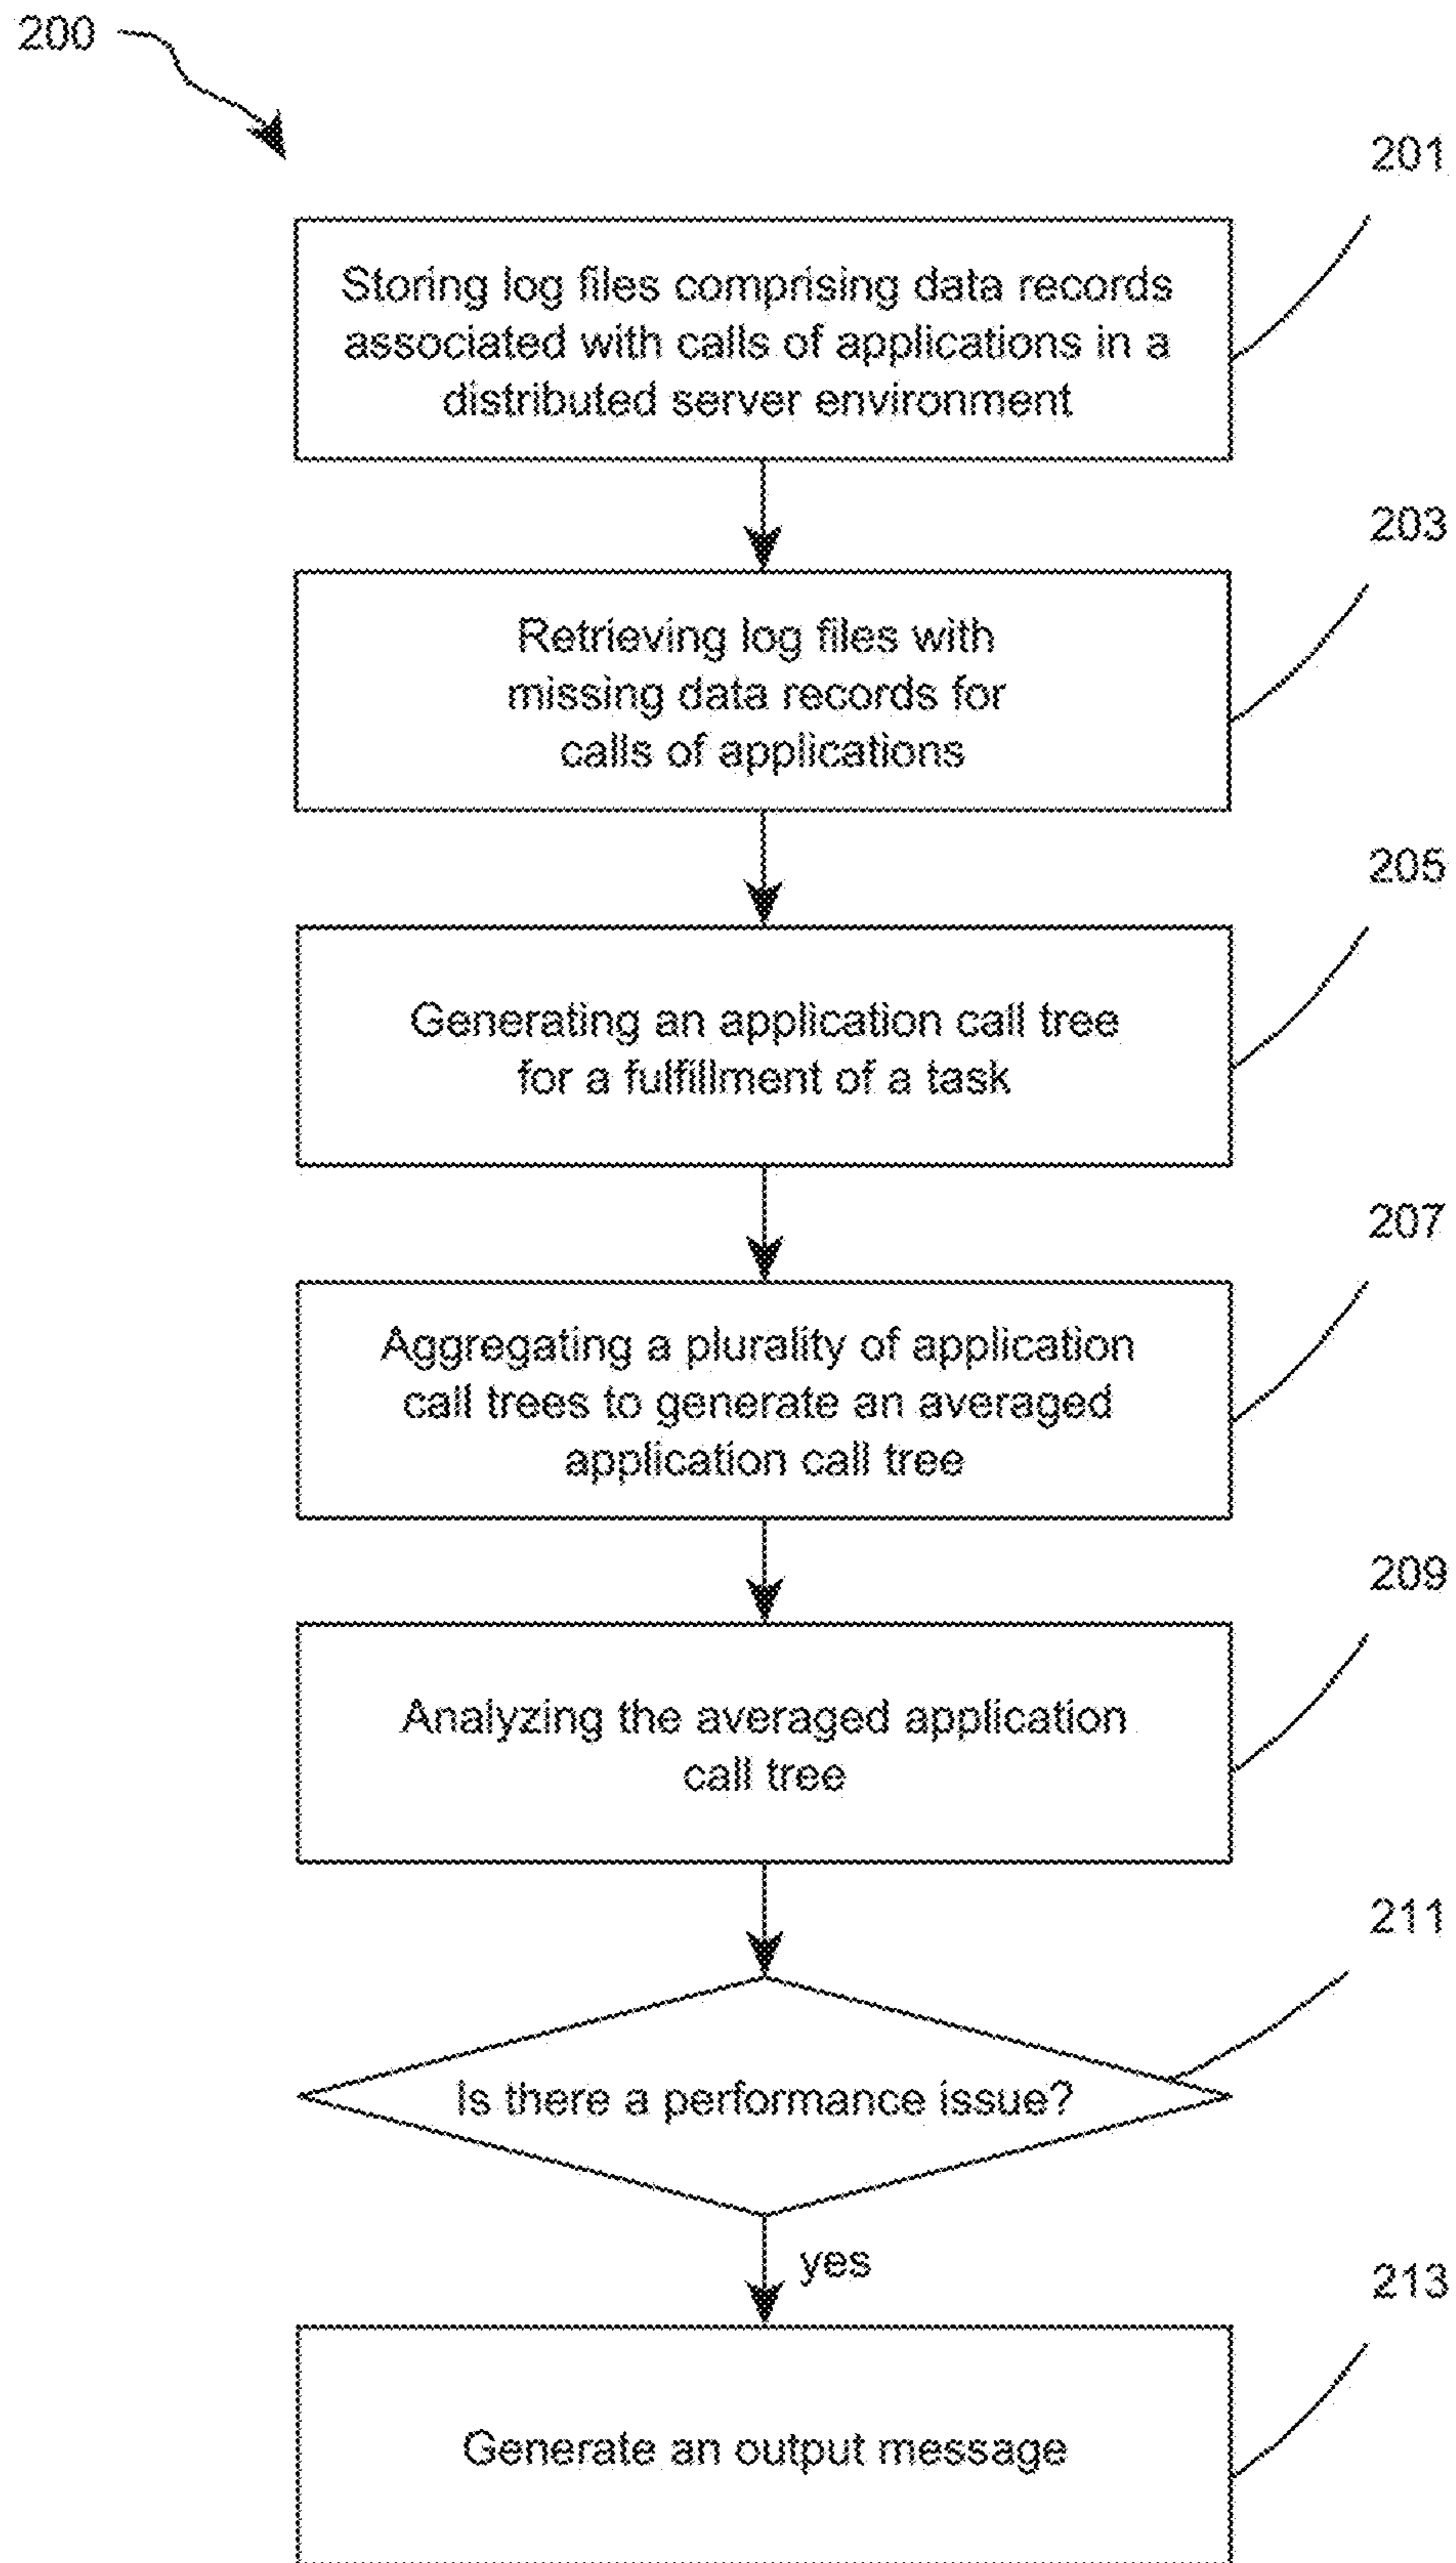 200
201
Storing log files comprising data records
associated with calls of applications in a
distributed server environment
203
Retrieving log files with
missing data records for
calls of applications
205
Generating an application call tree
for a fulfillment of a task
207
Aggregating a plurality of application
call trees to generate an averaged
application call tree
209
Analyzing the averaged application
call tree
211
Is there a performance issue?
yes
213
Generate an output message